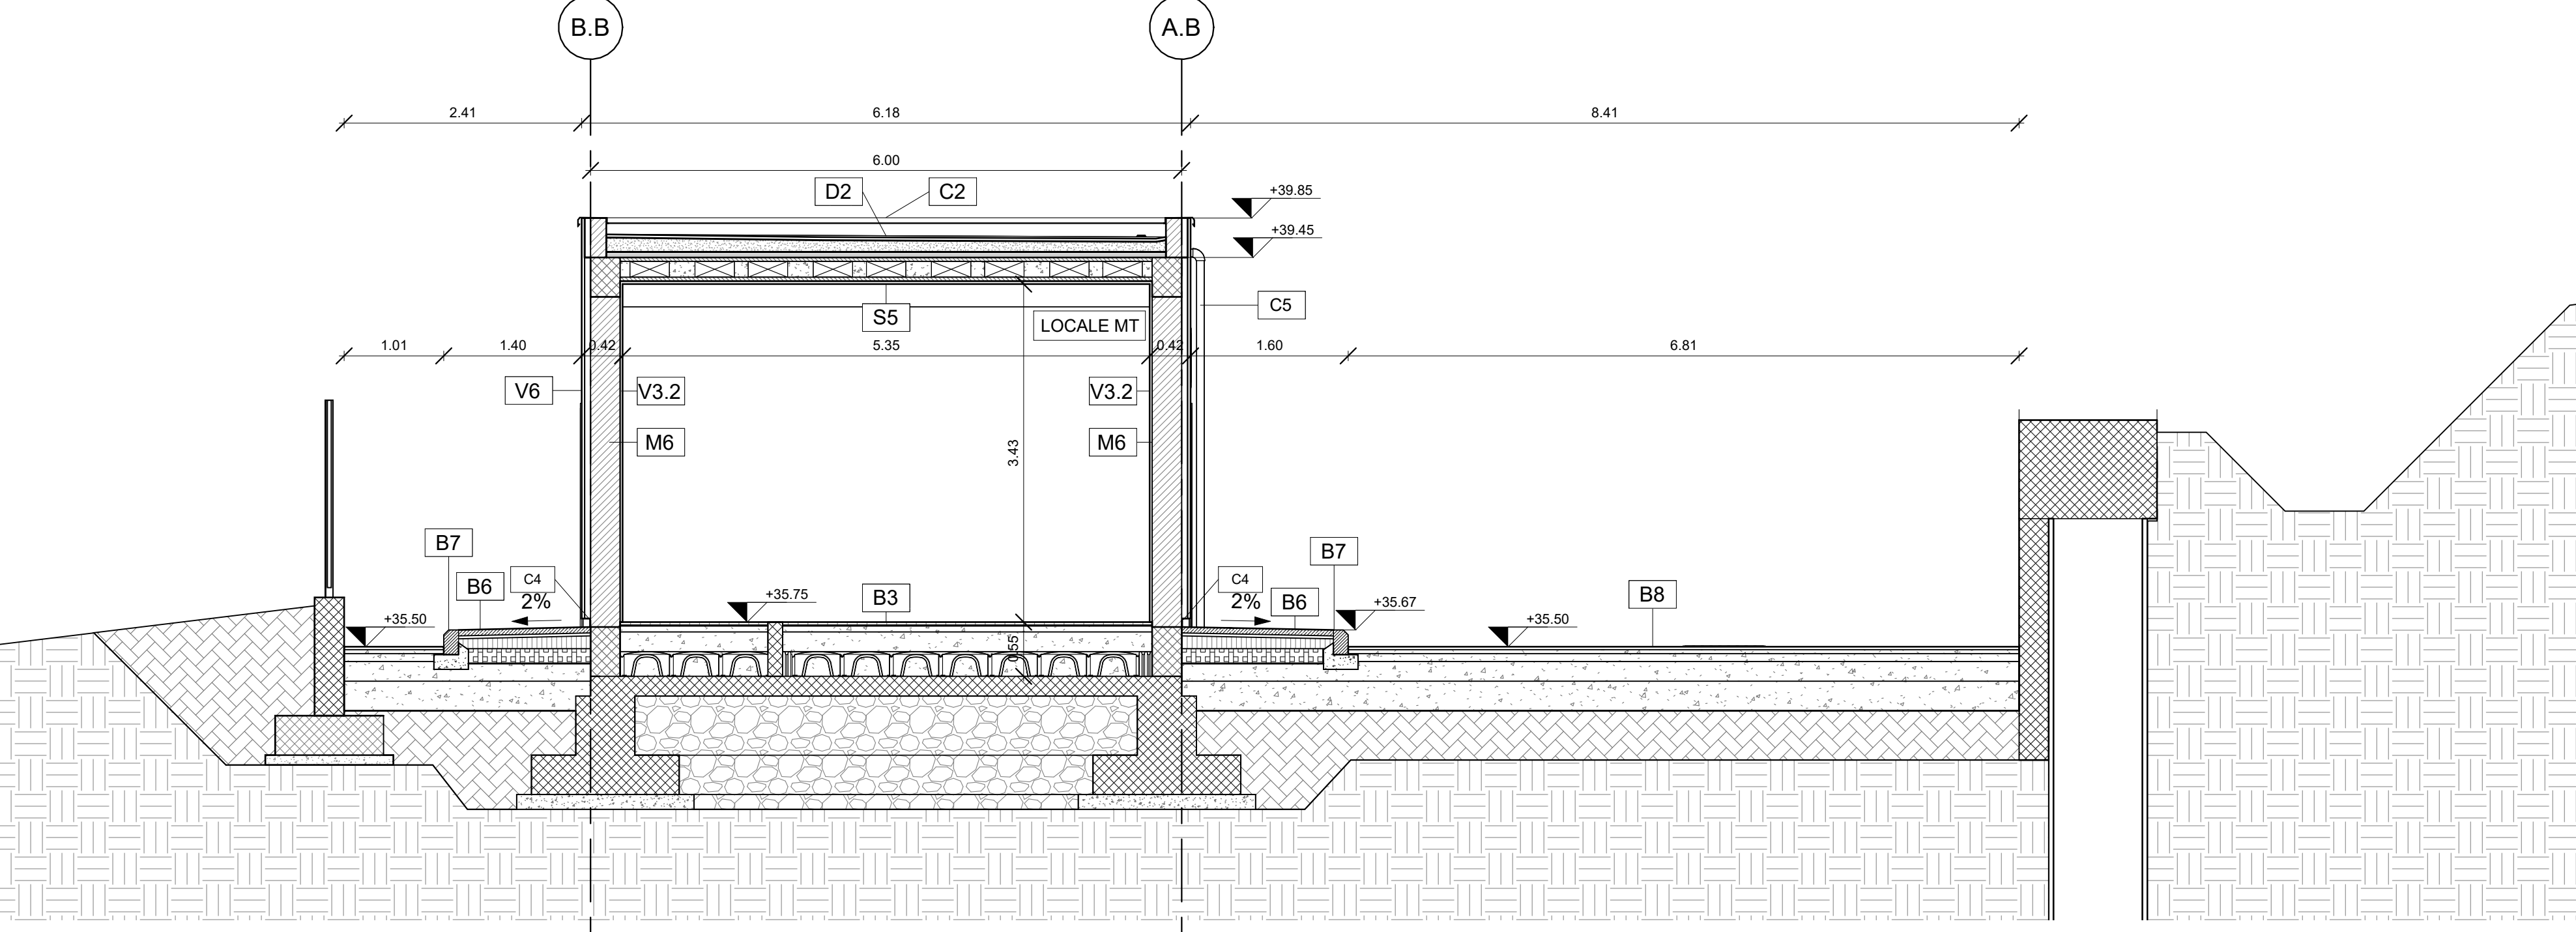 B.B
A.B
2.41
6.18
8.41
6.00
D2
C2
+39.85
+39.45
S5
C5
LOCALE MT
1.01
1.40
0.42
5.35
0.42
1.60
6.81
V6
V3.2
V3.2
M6
M6
3.43
B7
B7
B6
C4
2%
B3
C4
2%
B6
B8
+35.75
+35.67
+35.50
+35.50
0.55